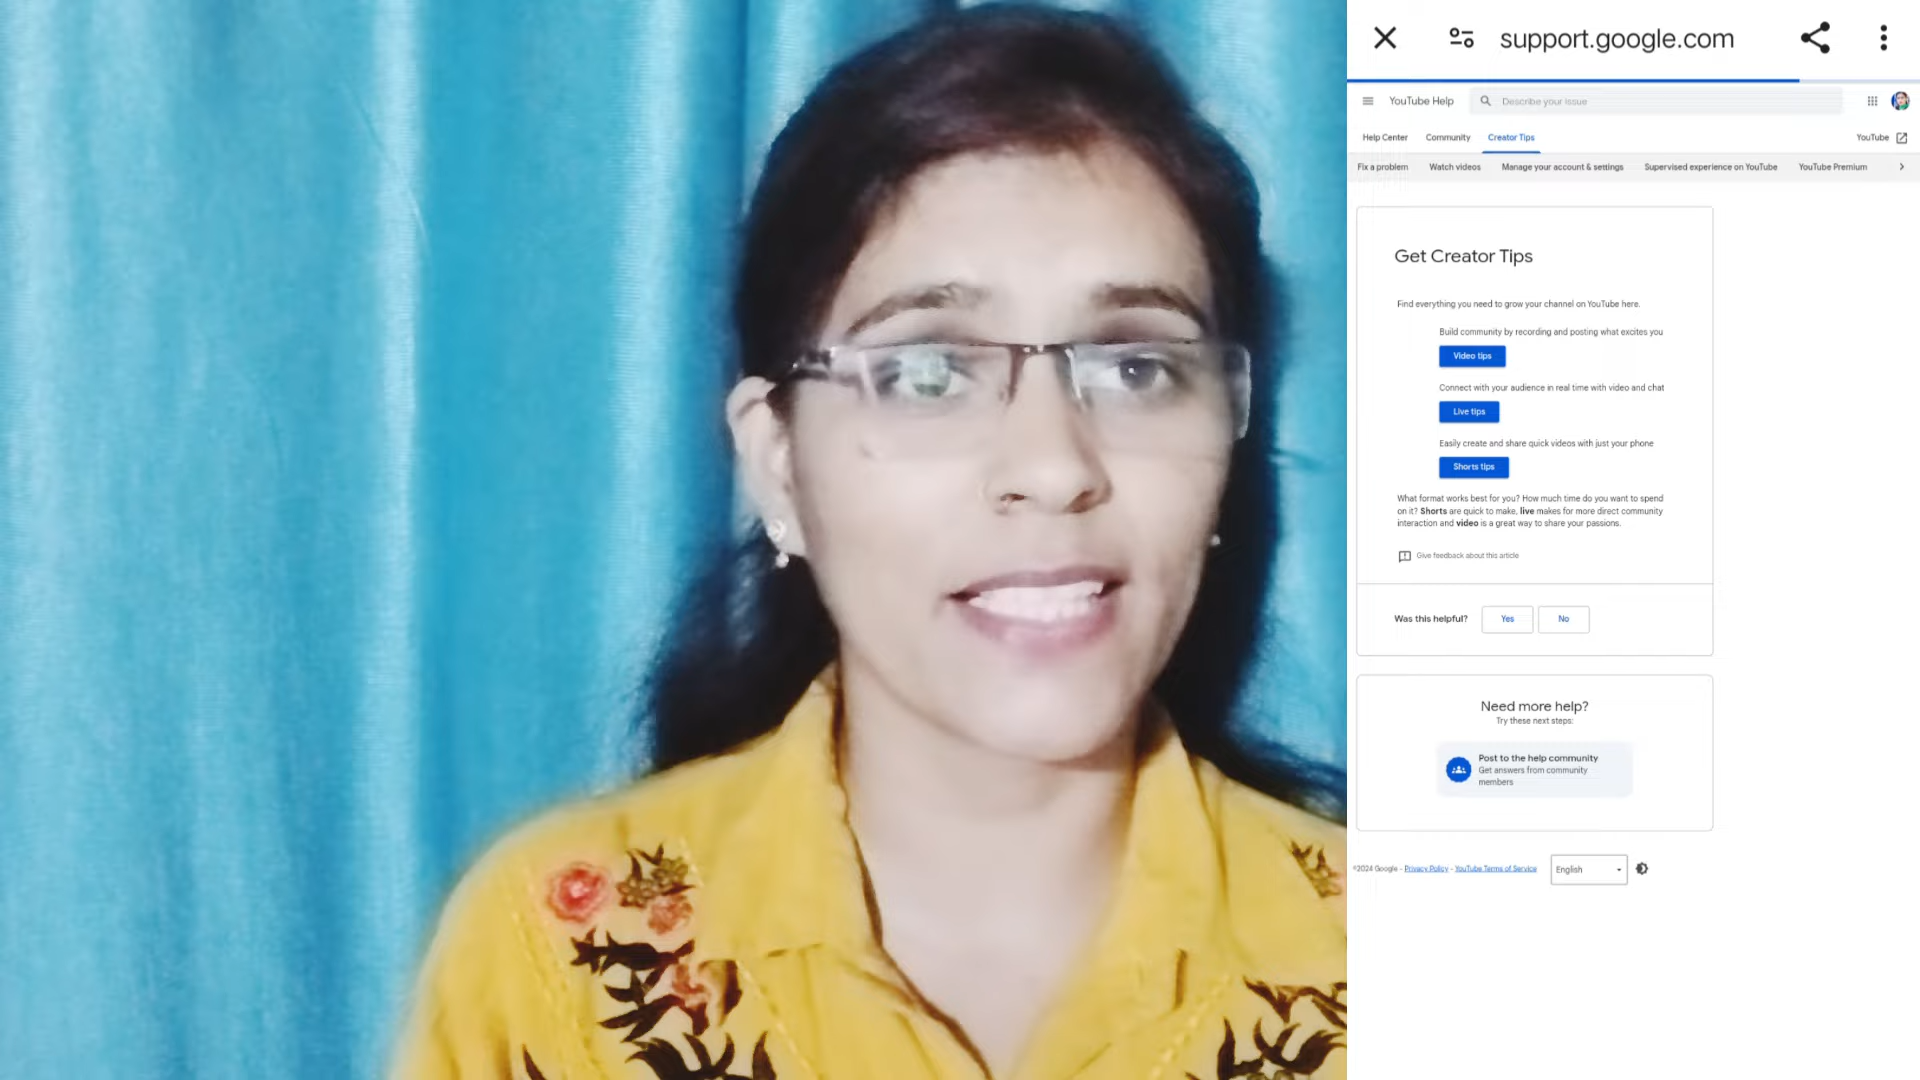 support.google.com
YouTube Help
Describe your issue
Help Center Community Creator Tips YouTube
Fix a problem Watch videos Manage your account & settings Supervised experience on YouTube YouTube Premium
Get Creator Tips
Find everything you need to grow your channel on YouTube here.
Build community by recording and posting what excites you
Video tips
Connect with your audience in real time with video and chat
Live tips
Easily create and share quick videos with just your phone
Shorts tips
What format works best for you? How much time do you want to spend
on it? Shorts are quick to make, live makes for more direct community
interaction and video is a great way to share your passions.
Give feedback about this article
Was this helpful? Yes No
Need more help?
Try these next steps:
Post to the help community
Get answers from community
members
©2024 Google - Privacy Policy - YouTube Terms of Service English